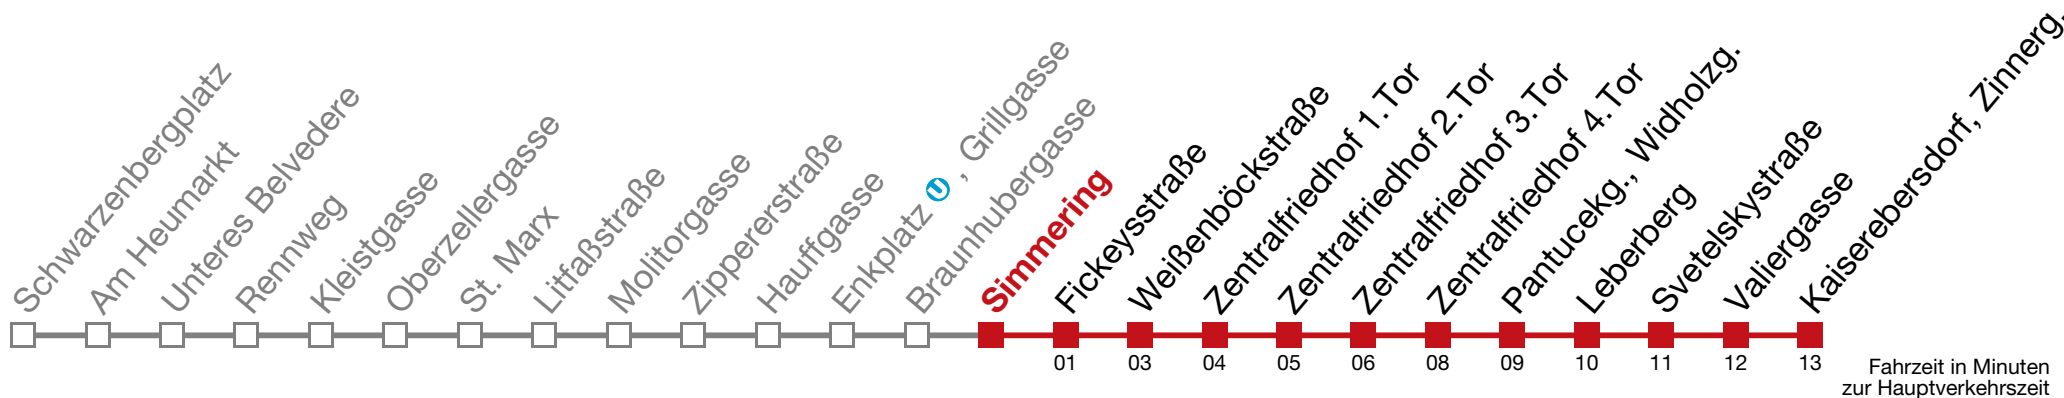 Schwarzenbergplatz
Am Heumarkt
Unteres Belvedere
Rennweg
Kleistgasse
Oberzellergasse
St. Marx
Litfaßstraße
Molitorgasse
Zippererstraße
Hauffgasse
Enkplatz U, Grillgasse
Braunhubergasse
Simmering
Fickeysstraße
Weißenböckstraße
Zentralfriedhof 1.Tor
Zentralfriedhof 2.Tor
Zentralfriedhof 3.Tor
Zentralfriedhof 4.Tor
Pantucekg., Widholzg.
Leberberg
Svetelskystraße
Valiergasse
Kaiserebersdorf, Zinnerg.
01 03 04 05 06 08 09 10 11 12 13
Fahrzeit in Minuten
zur Hauptverkehrszeit